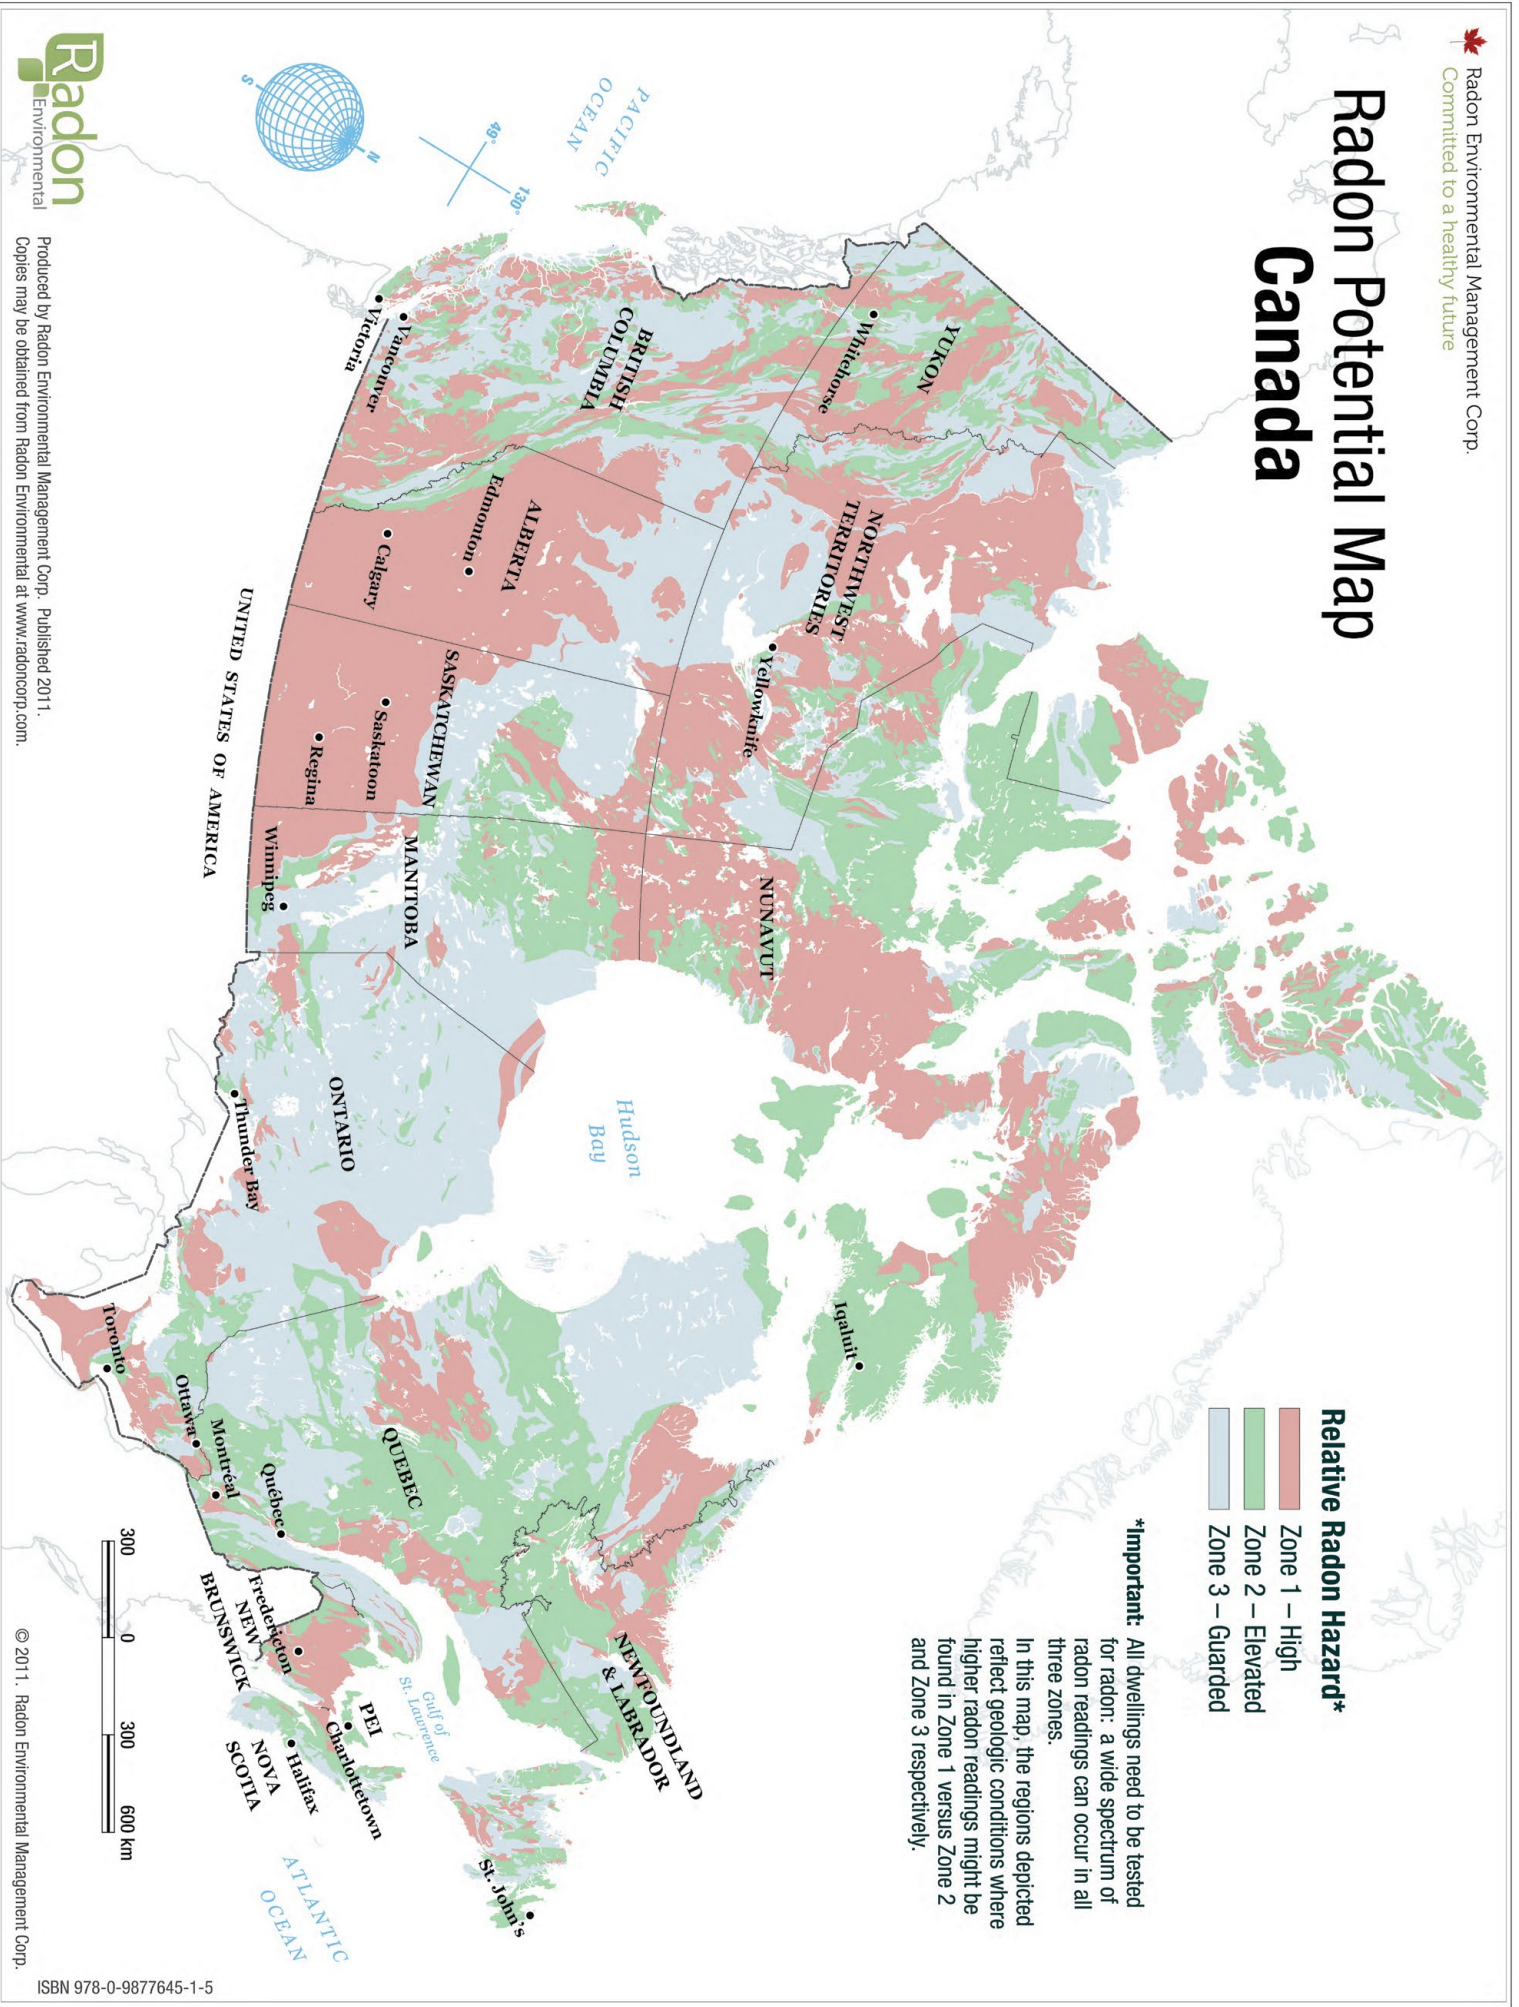 Radon Environmental Management Corp.
Committed to a healthy future
Radon Potential Map
Canada
Relative Radon Hazard*
Zone 1 – High
Zone 2 – Elevated
Zone 3 – Guarded
*Important: All dwellings need to be tested
for radon: a wide spectrum of
radon readings can occur in all
three zones.
In this map, the regions depicted
reflect geologic conditions where
higher radon readings might be
found in Zone 1 versus Zone 2
and Zone 3 respectively.
PACIFIC
OCEAN
49°
130°
N
S
YUKON
Whitehorse
NORTHWEST
TERRITORIES
Yellowknife
NUNAVUT
Iqaluit
BRITISH
COLUMBIA
Vancouver
Victoria
ALBERTA
Edmonton
Calgary
SASKATCHEWAN
Saskatoon
Regina
MANITOBA
Winnipeg
Hudson
Bay
ONTARIO
Thunder Bay
Toronto
Ottawa
QUEBEC
Montréal
Québec
NEWFOUNDLAND
& LABRADOR
St. John's
Gulf of
St. Lawrence
PEI
Charlottetown
Fredericton
NEW
BRUNSWICK
Halifax
NOVA
SCOTIA
UNITED STATES OF AMERICA
ATLANTIC
OCEAN
300 0 300 600 km
Radon
Environmental
Produced by Radon Environmental Management Corp. Published 2011.
Copies may be obtained from Radon Environmental at www.radoncorp.com.
© 2011. Radon Environmental Management Corp.
ISBN 978-0-9877645-1-5